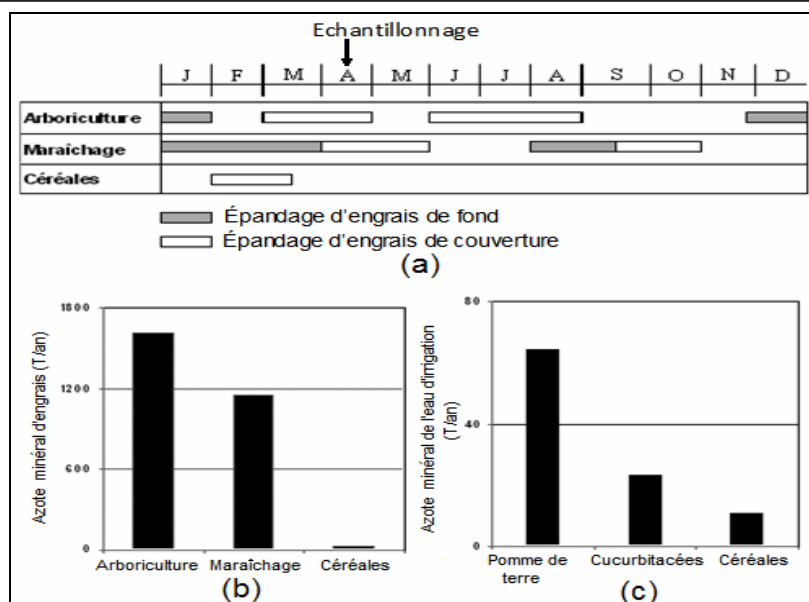 Echantillonnage
J F M A M J J A S O N D
Arboriculture
Maraîchage
Céréales
Épandage d'engrais de fond
Épandage d'engrais de couverture
(a)
Azote minéral d'engrais (T/an)
1800
1200
600
0
Arboriculture Maraîchage Céréales
(b)
Azote minéral de l'eau d'irrigation
(T/an)
80
40
0
Pomme de Cucurbitacées Céréales
terre
(c)